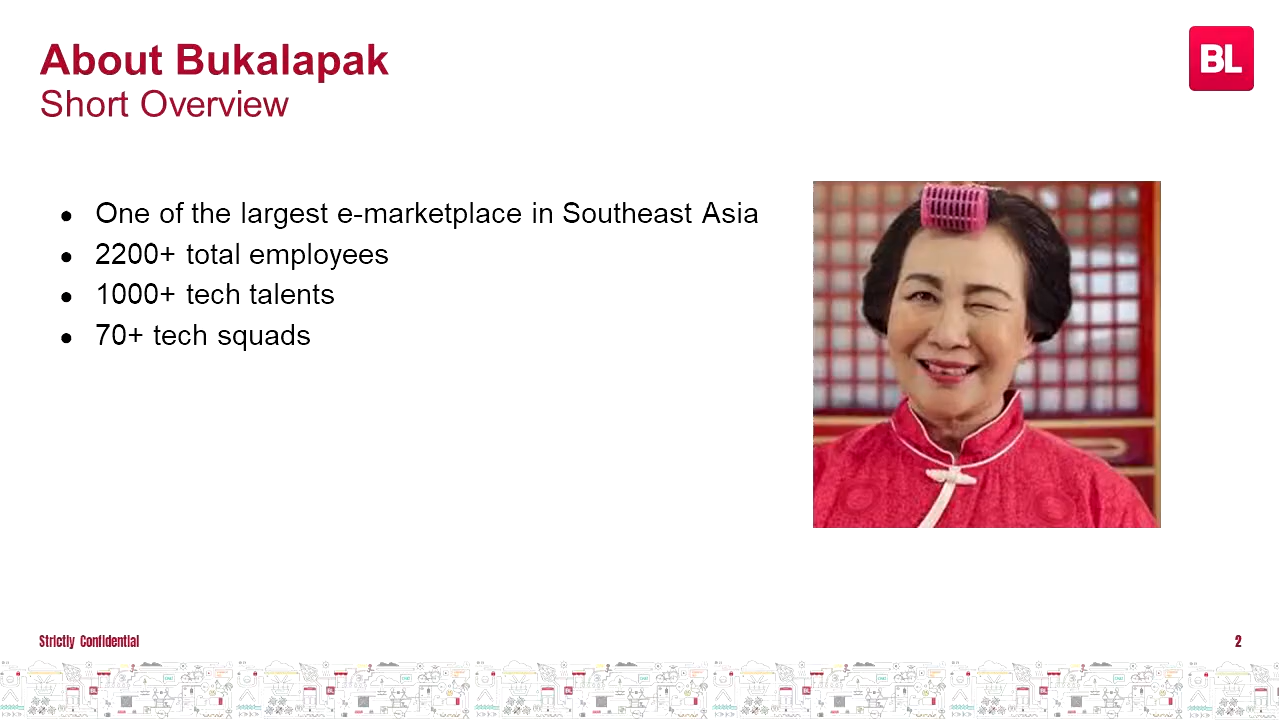 About Bukalapak
BL
Short Overview
● One of the largest e-marketplace in Southeast Asia
● 2200+ total employees
● 1000+ tech talents
● 70+ tech squads
Strictly Confidential
2